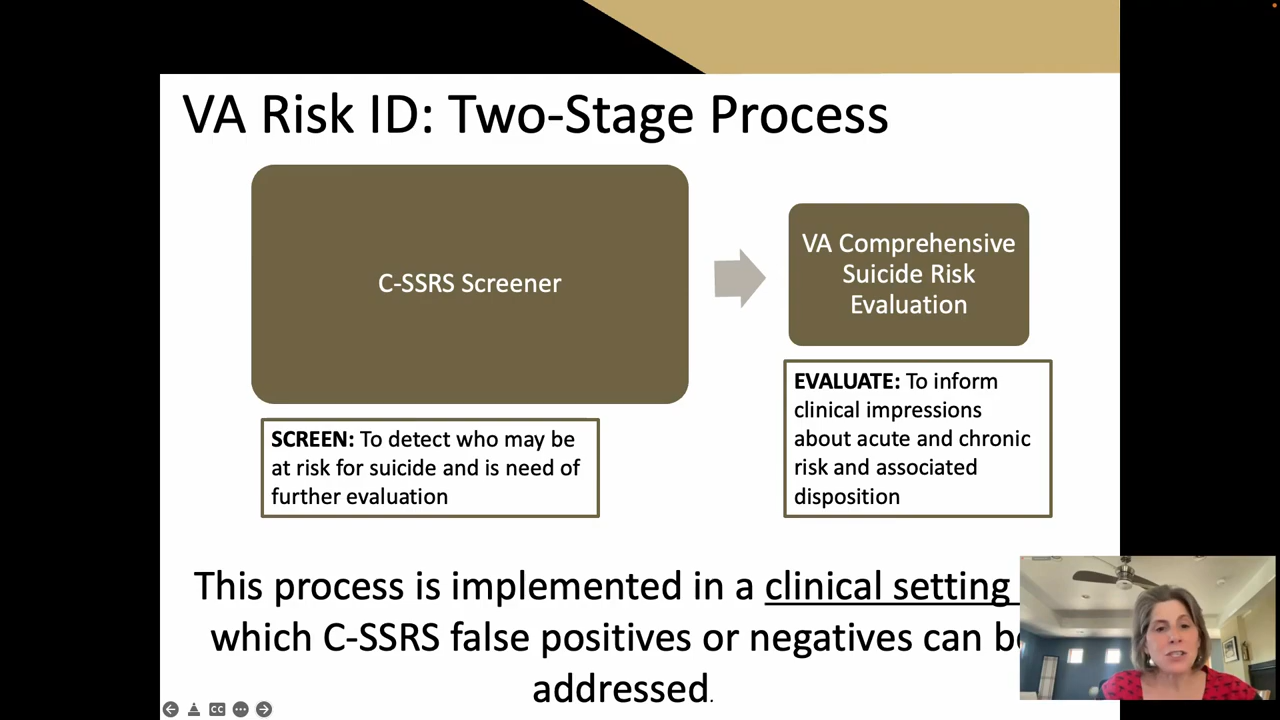 VA Risk ID: Two-Stage Process
C-SSRS Screener
VA Comprehensive
Suicide Risk
Evaluation
SCREEN: To detect who may be
at risk for suicide and is need of
further evaluation
EVALUATE: To inform
clinical impressions
about acute and chronic
risk and associated
disposition
This process is implemented in a clinical setting
which C-SSRS false positives or negatives can be
addressed.
CC